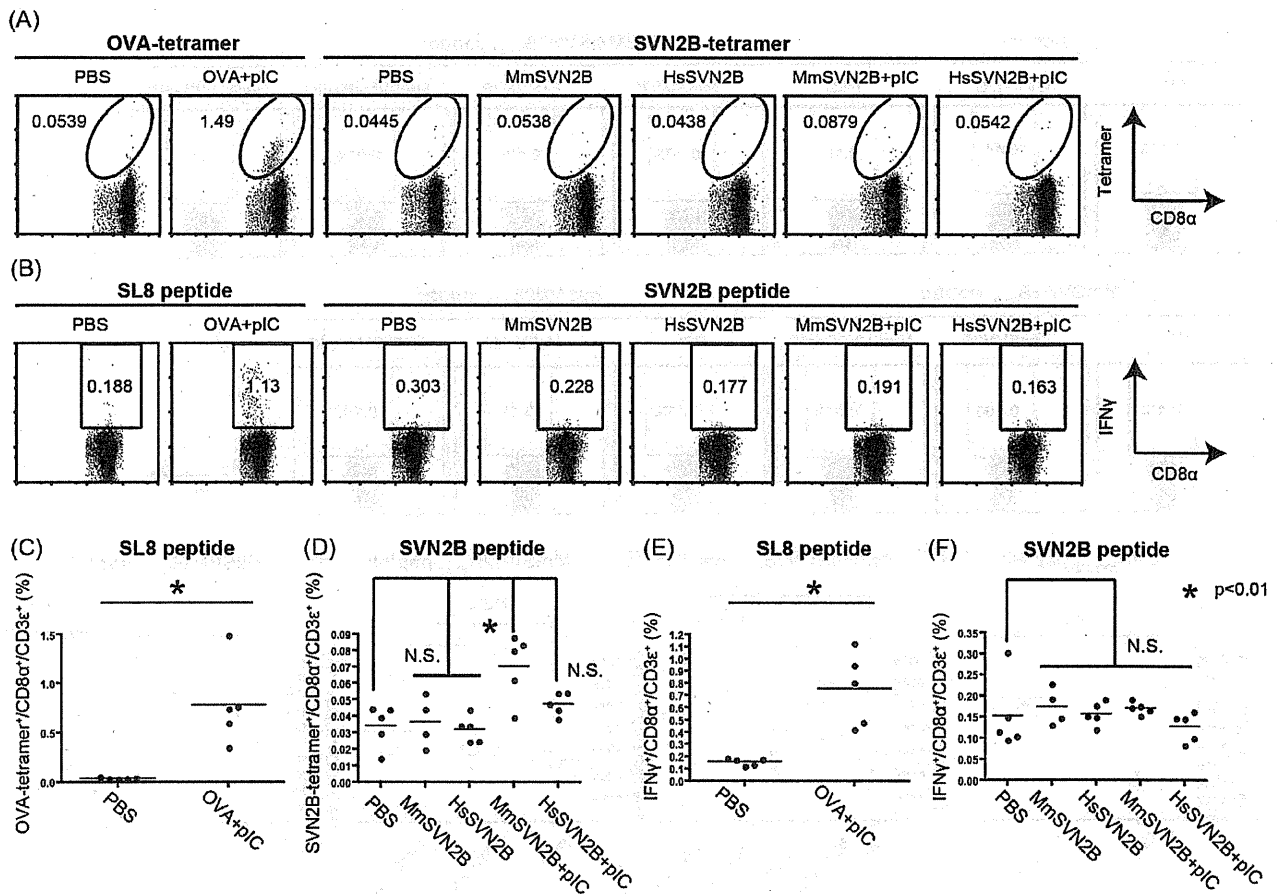 (A)
OVA-tetramer SVN2B-tetramer
PBS OVA+pIC PBS MmSVN2B HsSVN2B MmSVN2B+pIC HsSVN2B+pIC
0.0539 1.49 0.0445 0.0538 0.0438 0.0879 0.0542
Tetramer
CD8α
(B)
SL8 peptide SVN2B peptide
PBS OVA+pIC PBS MmSVN2B HsSVN2B MmSVN2B+pIC HsSVN2B+pIC
0.188 1.13 0.303 0.228 0.177 0.191 0.163
IFNγ
CD8α
(C)
SL8 peptide
*
OVA-tetramer⁺/CD8α⁺/CD3ε⁺ (%)
1.5
1.0
0.5
0.0
PBS
OVA+pIC
(D)
SVN2B peptide
N.S.
*
N.S.
SVN2B-tetramer⁺/CD8α⁺/CD3ε⁺ (%)
0.09
0.08
0.07
0.06
0.05
0.04
0.03
0.02
0.01
0.00
PBS
MmSVN2B
HsSVN2B
MmSVN2B+pIC
HsSVN2B+pIC
(E)
SL8 peptide
*
IFNγ⁺/CD8α⁺/CD3ε⁺ (%)
1.2
1.1
1.0
0.9
0.8
0.7
0.6
0.5
0.4
0.3
0.2
0.1
0.0
PBS
OVA+pIC
(F)
SVN2B peptide
* p<0.01
N.S.
IFNγ⁺/CD8α⁺/CD3ε⁺ (%)
0.35
0.30
0.25
0.20
0.15
0.10
0.05
0.00
PBS
MmSVN2B
HsSVN2B
MmSVN2B+pIC
HsSVN2B+pIC